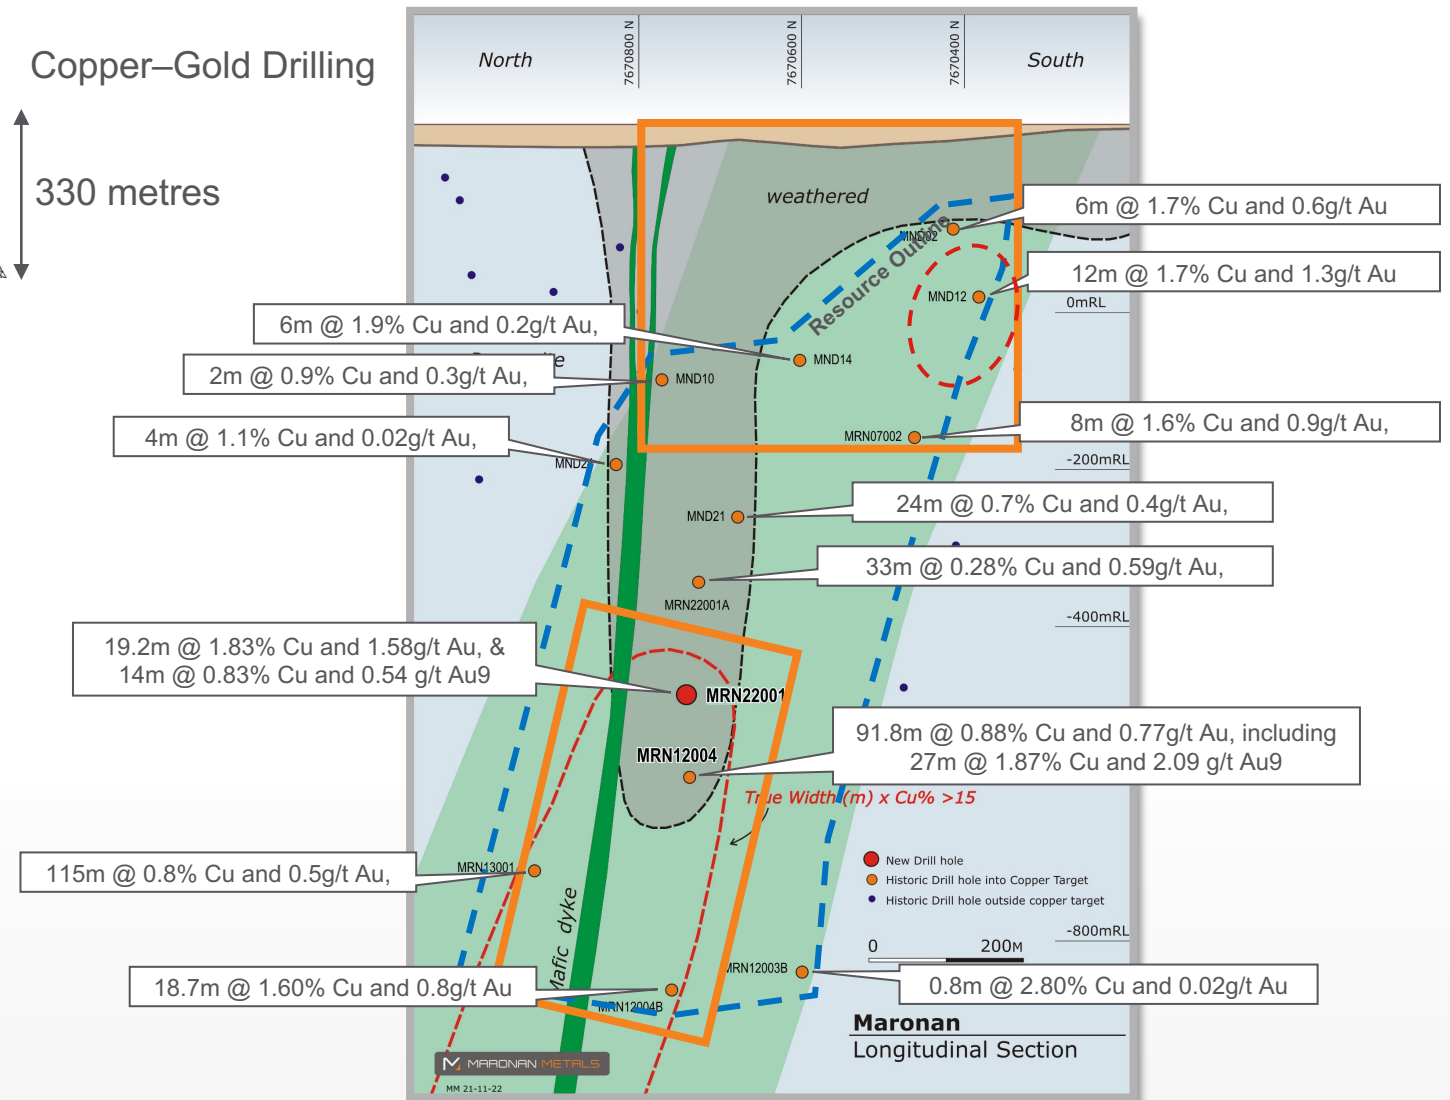 Copper–Gold Drilling
330 metres
North
7670800 N
7670600 N
7670400 N
South
weathered
Resource Outline
MND02
6m @ 1.7% Cu and 0.6g/t Au
MND12
12m @ 1.7% Cu and 1.3g/t Au
0mRL
6m @ 1.9% Cu and 0.2g/t Au,
MND14
2m @ 0.9% Cu and 0.3g/t Au,
MND10
4m @ 1.1% Cu and 0.02g/t Au,
MRN07002
8m @ 1.6% Cu and 0.9g/t Au,
-200mRL
MND21
24m @ 0.7% Cu and 0.4g/t Au,
33m @ 0.28% Cu and 0.59g/t Au,
MRN22001A
-400mRL
19.2m @ 1.83% Cu and 1.58g/t Au, &
14m @ 0.83% Cu and 0.54 g/t Au9
MRN22001
MRN12004
91.8m @ 0.88% Cu and 0.77g/t Au, including
27m @ 1.87% Cu and 2.09 g/t Au9
True Width (m) x Cu% >15
115m @ 0.8% Cu and 0.5g/t Au,
MRN13001
New Drill hole
Historic Drill hole into Copper Target
Historic Drill hole outside copper target
Mafic dyke
-800mRL
0 200M
18.7m @ 1.60% Cu and 0.8g/t Au
MRN12004B
MRN12003B
0.8m @ 2.80% Cu and 0.02g/t Au
Maronan
Longitudinal Section
MARONAN METALS
MM 21-11-22